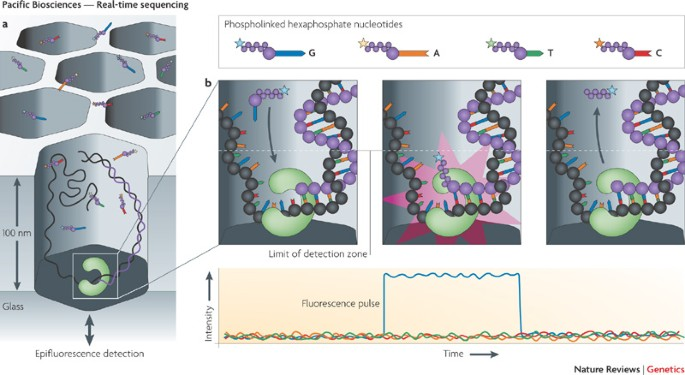 Pacific Biosciences — Real-time sequencing
a
Phospholinked hexaphosphate nucleotides
G
A
T
C
b
100 nm
Limit of detection zone
Glass
Fluorescence pulse
Intensity
Epifluorescence detection
Time
Nature Reviews | Genetics